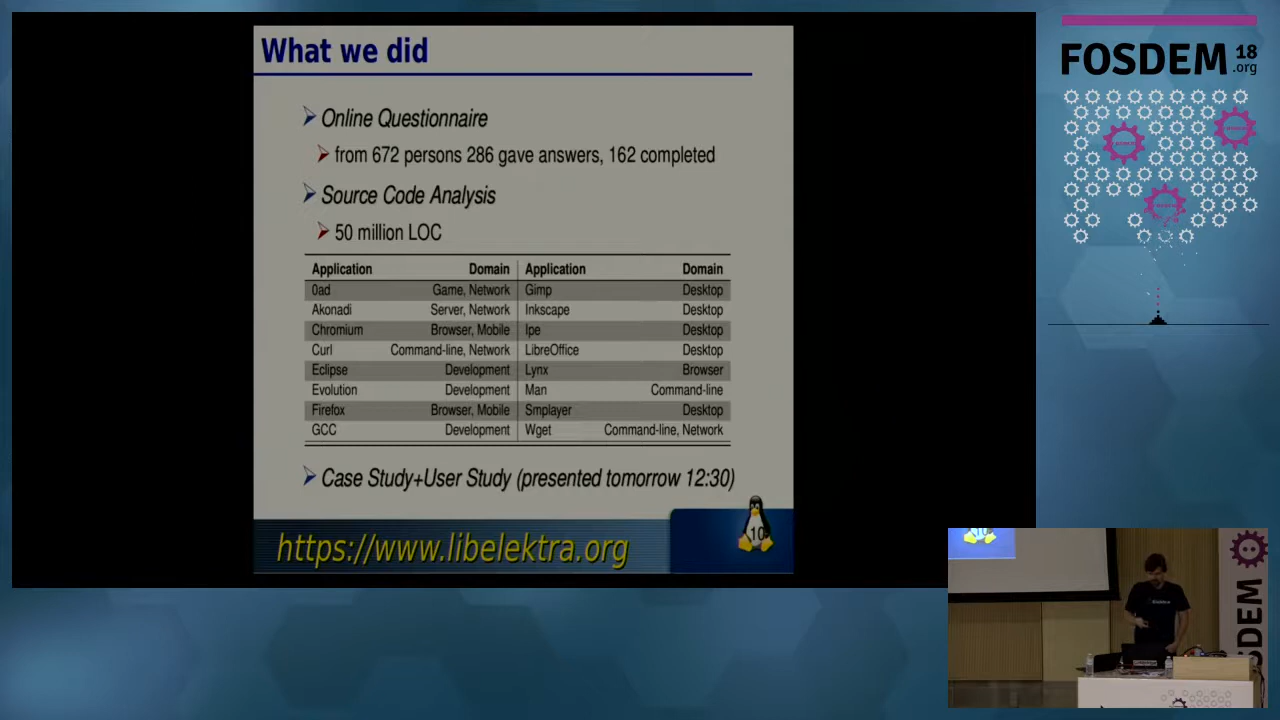 What we did
Online Questionnaire
from 672 persons 286 gave answers, 162 completed
Source Code Analysis
50 million LOC
Application Domain Application Domain
0ad Game, Network Gimp Desktop
Akonadi Server, Network Inkscape Desktop
Chromium Browser, Mobile Ipe Desktop
Curl Command-line, Network LibreOffice Desktop
Eclipse Development Lynx Browser
Evolution Development Man Command-line
Firefox Browser, Mobile Smplayer Desktop
GCC Development Wget Command-line, Network
Case Study+User Study (presented tomorrow 12:30)
https://www.libelektra.org
10
FOSDEM 18
.org
FOSDEM